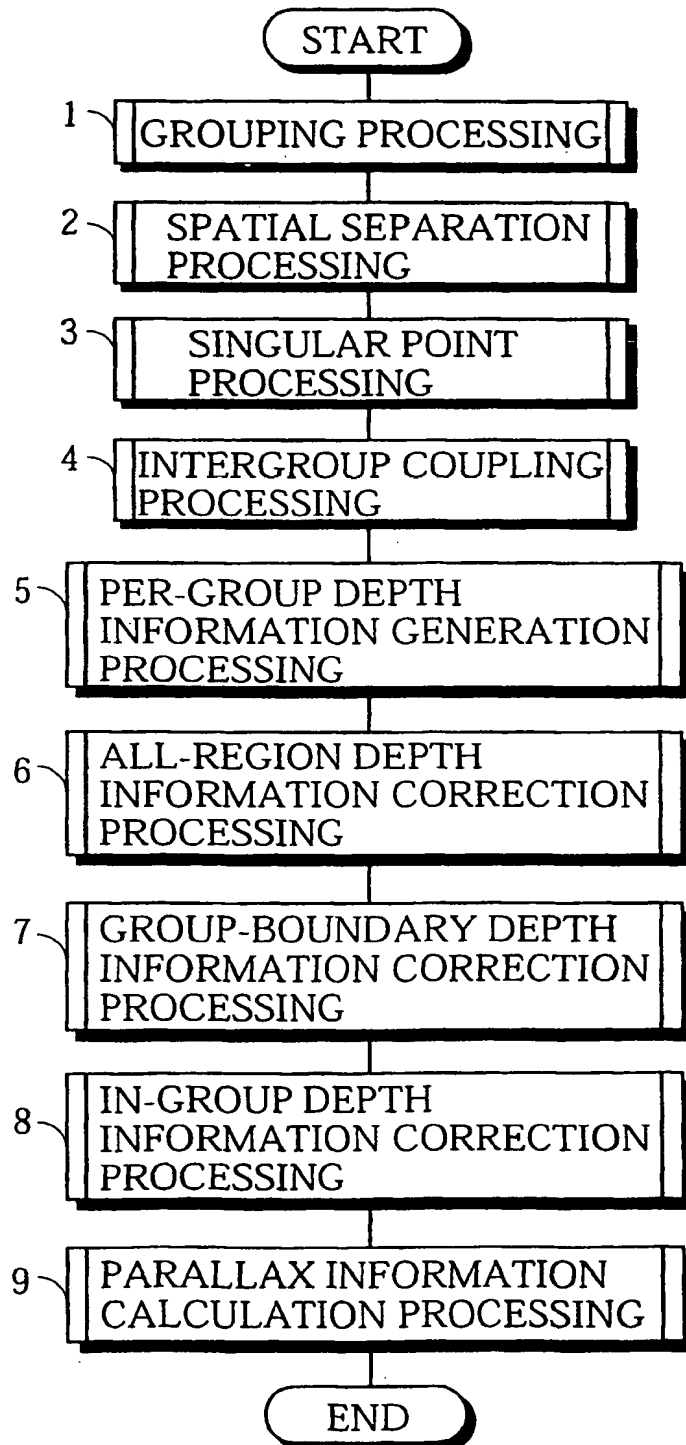 START
1
GROUPING PROCESSING
2
SPATIAL SEPARATION
PROCESSING
3
SINGULAR POINT
PROCESSING
4
INTERGROUP COUPLING
PROCESSING
5
PER-GROUP DEPTH
INFORMATION GENERATION
PROCESSING
6
ALL-REGION DEPTH
INFORMATION CORRECTION
PROCESSING
7
GROUP-BOUNDARY DEPTH
INFORMATION CORRECTION
PROCESSING
8
IN-GROUP DEPTH
INFORMATION CORRECTION
PROCESSING
9
PARALLAX INFORMATION
CALCULATION PROCESSING
END